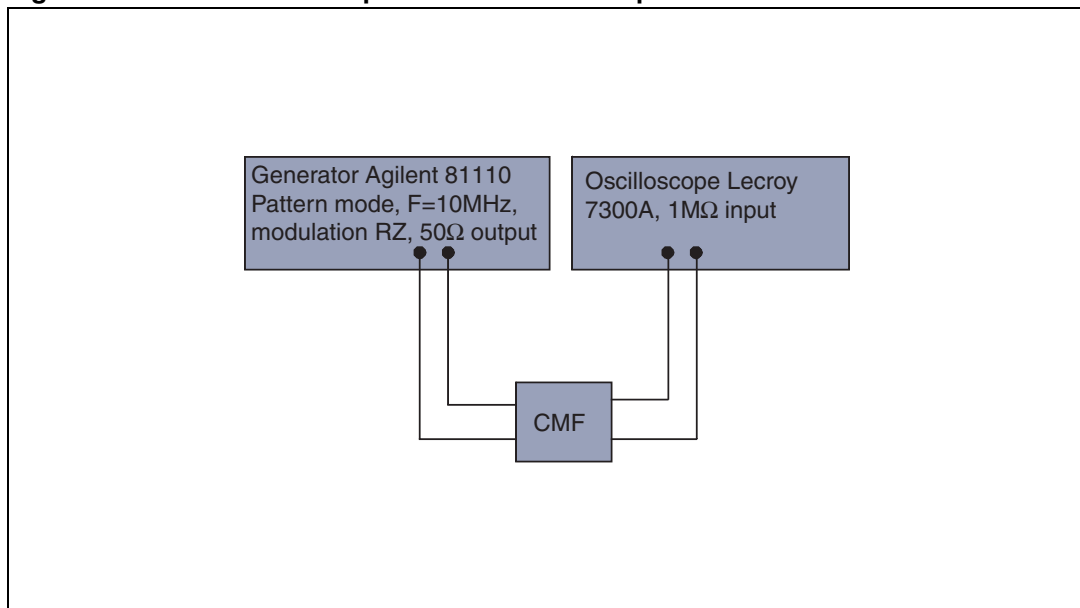 Generator Agilent 81110
Pattern mode, F=10MHz,
modulation RZ, 50Ω output
Oscilloscope Lecroy
7300A, 1MΩ input
CMF